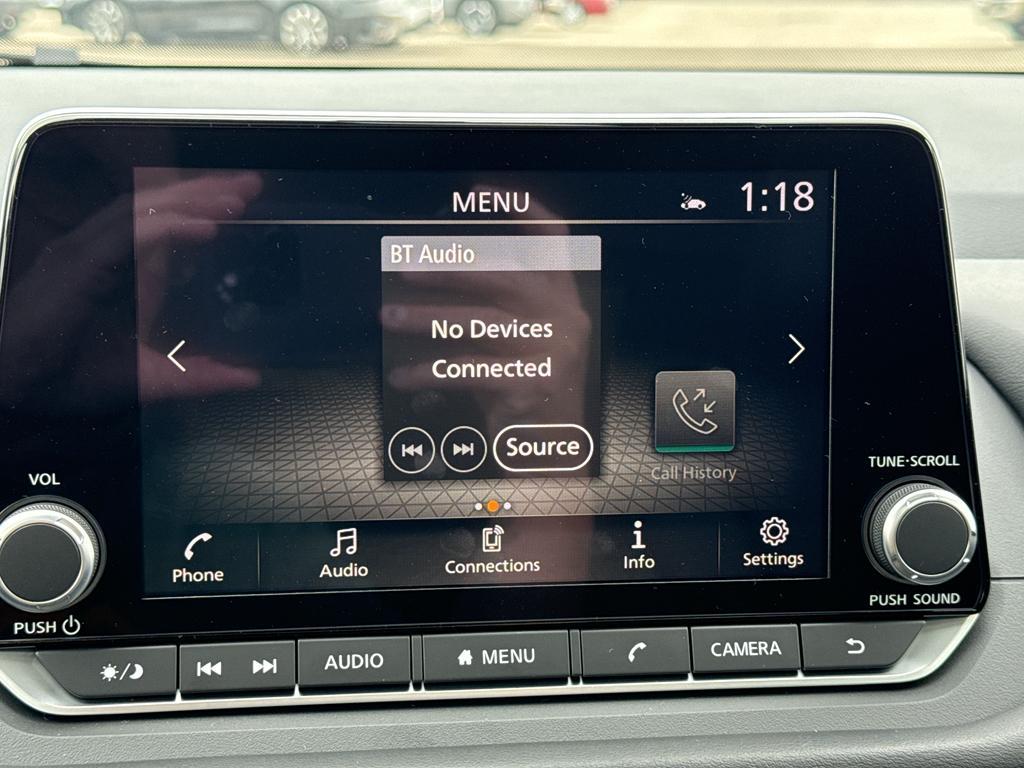 MENU
1:18
BT Audio
No Devices
Connected
Source
Call History
VOL
TUNE·SCROLL
Phone
Audio
Connections
Info
Settings
PUSH
PUSH SOUND
AUDIO
MENU
CAMERA